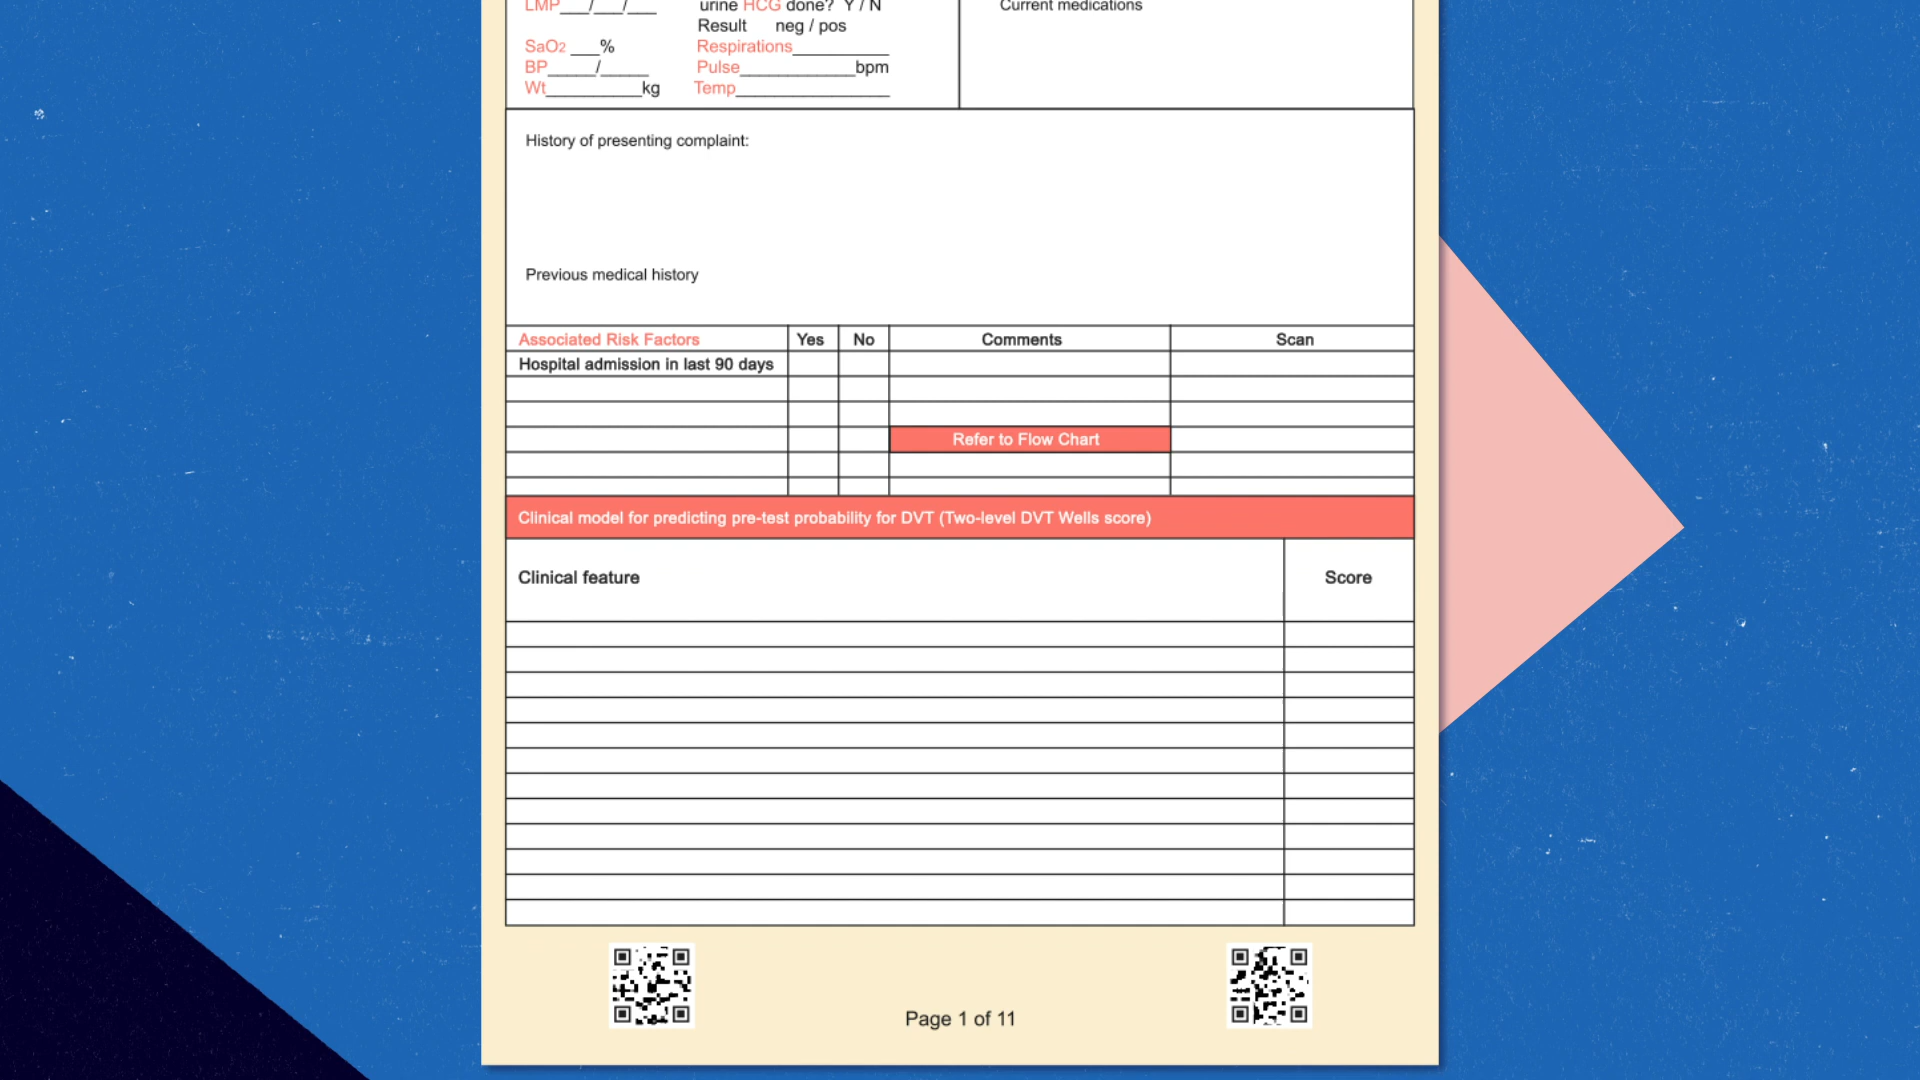 LMP___/___/___ urine HCG done? Y / N Current medications
Result neg / pos
SaO2 ___% Respirations__________
BP_____/_____ Pulse____________bpm
Wt__________kg Temp________________
History of presenting complaint:
Previous medical history
Associated Risk Factors Yes No Comments Scan
Hospital admission in last 90 days
Refer to Flow Chart
Clinical model for predicting pre-test probability for DVT (Two-level DVT Wells score)
Clinical feature Score
Page 1 of 11